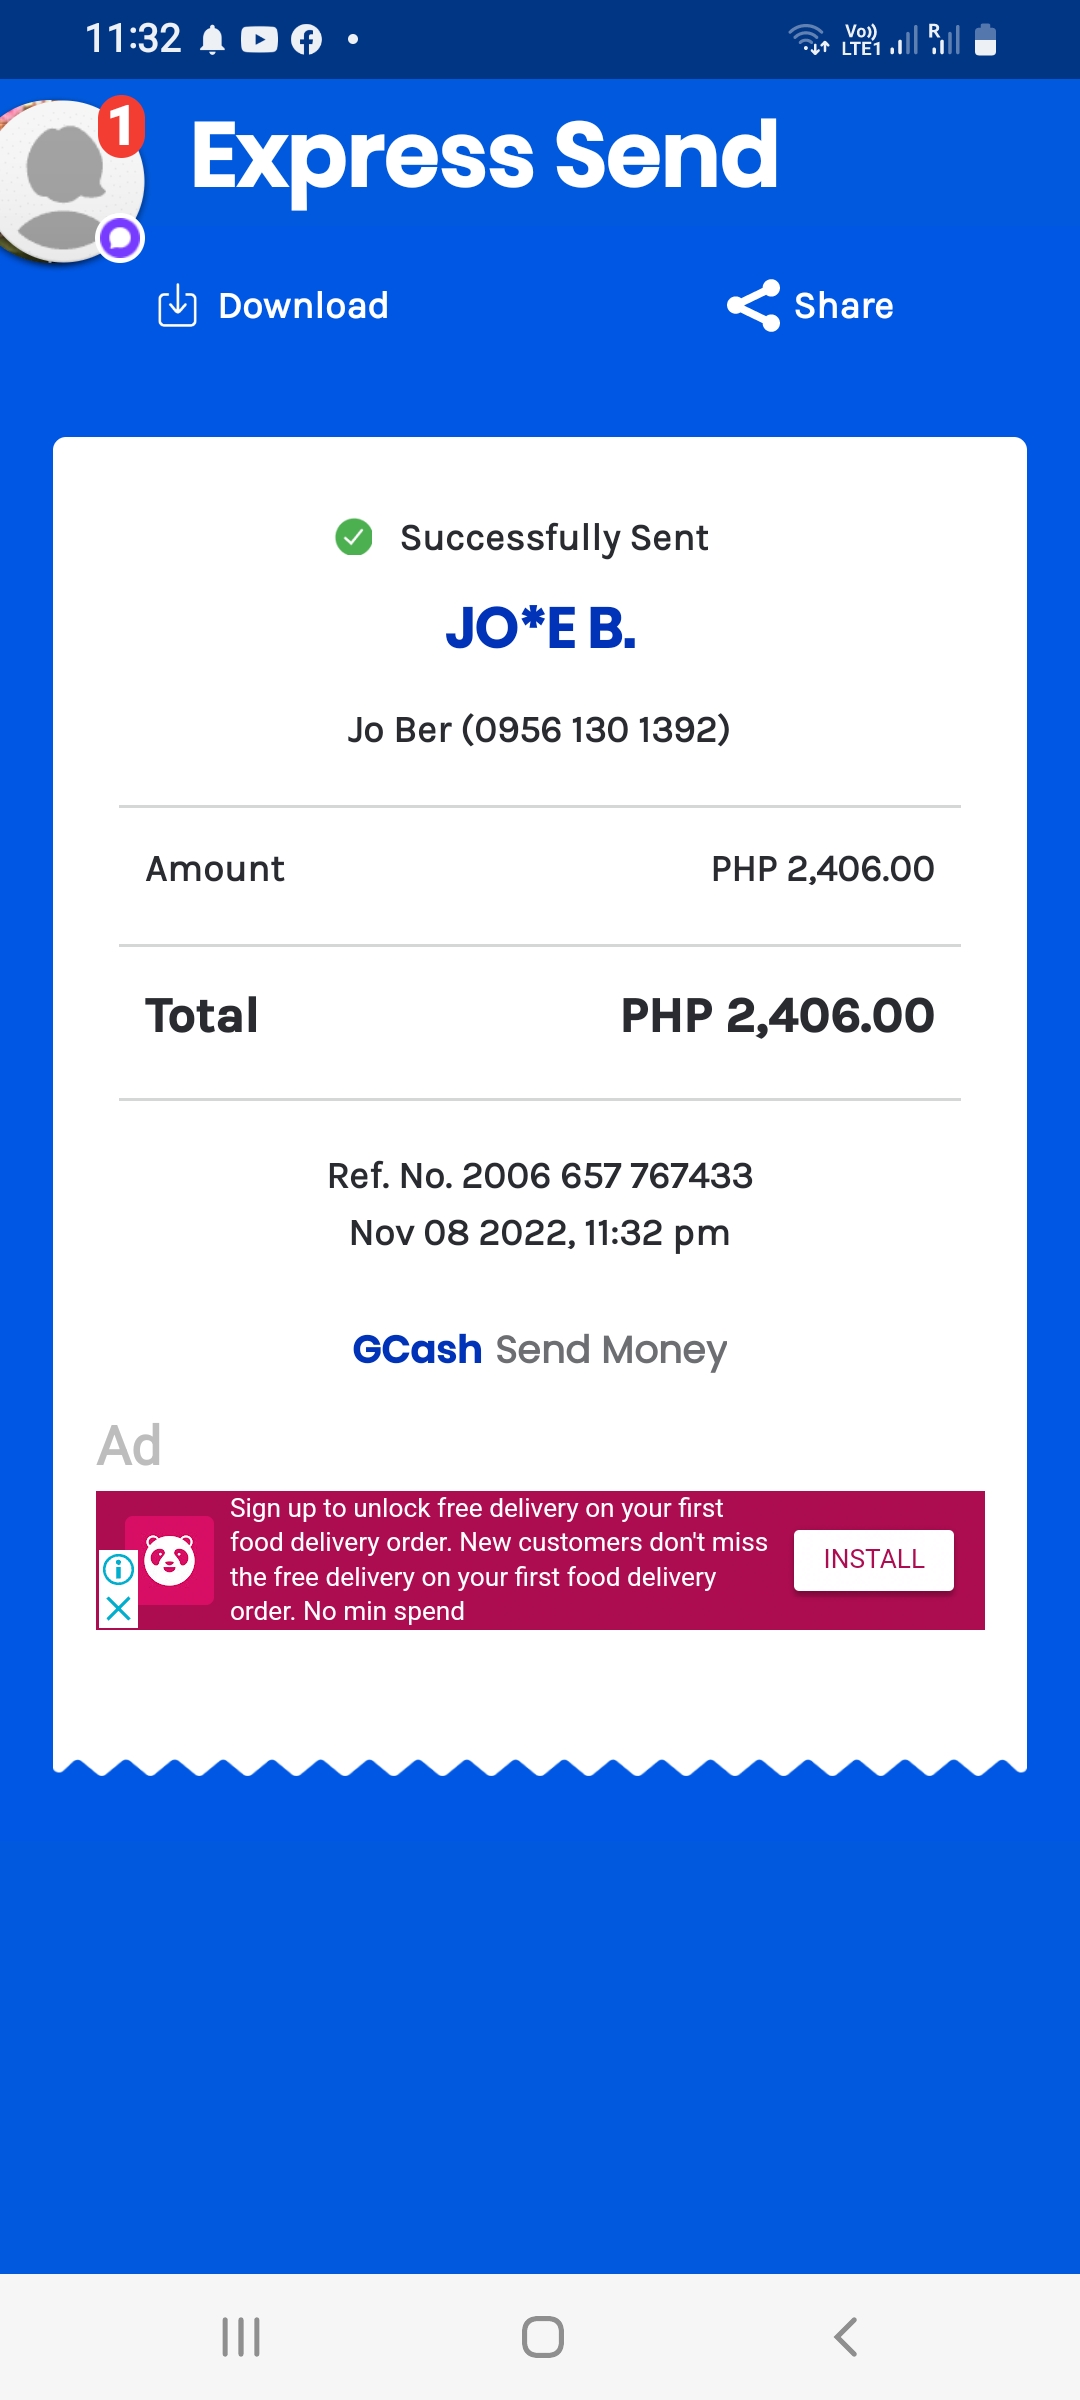 11:32
Vo)) LTE1 R
1
Express Send
Download
Share
Successfully Sent
JO*E B.
Jo Ber (0956 130 1392)
Amount PHP 2,406.00
Total PHP 2,406.00
Ref. No. 2006 657 767433
Nov 08 2022, 11:32 pm
GCash Send Money
Ad
Sign up to unlock free delivery on your first
food delivery order. New customers don't miss
the free delivery on your first food delivery
order. No min spend
INSTALL